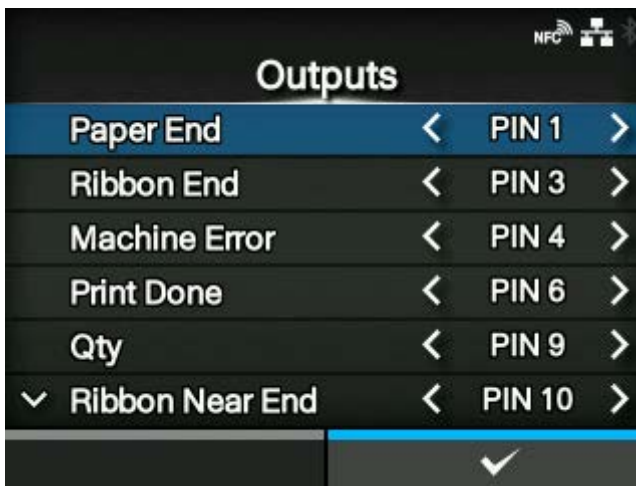 NFC
Outputs
Paper End PIN 1
Ribbon End PIN 3
Machine Error PIN 4
Print Done PIN 6
Qty PIN 9
Ribbon Near End PIN 10